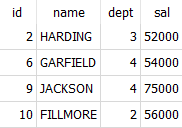 id name dept sal
2 HARDING 3 52000
6 GARFIELD 4 54000
9 JACKSON 4 75000
10 FILLMORE 2 56000